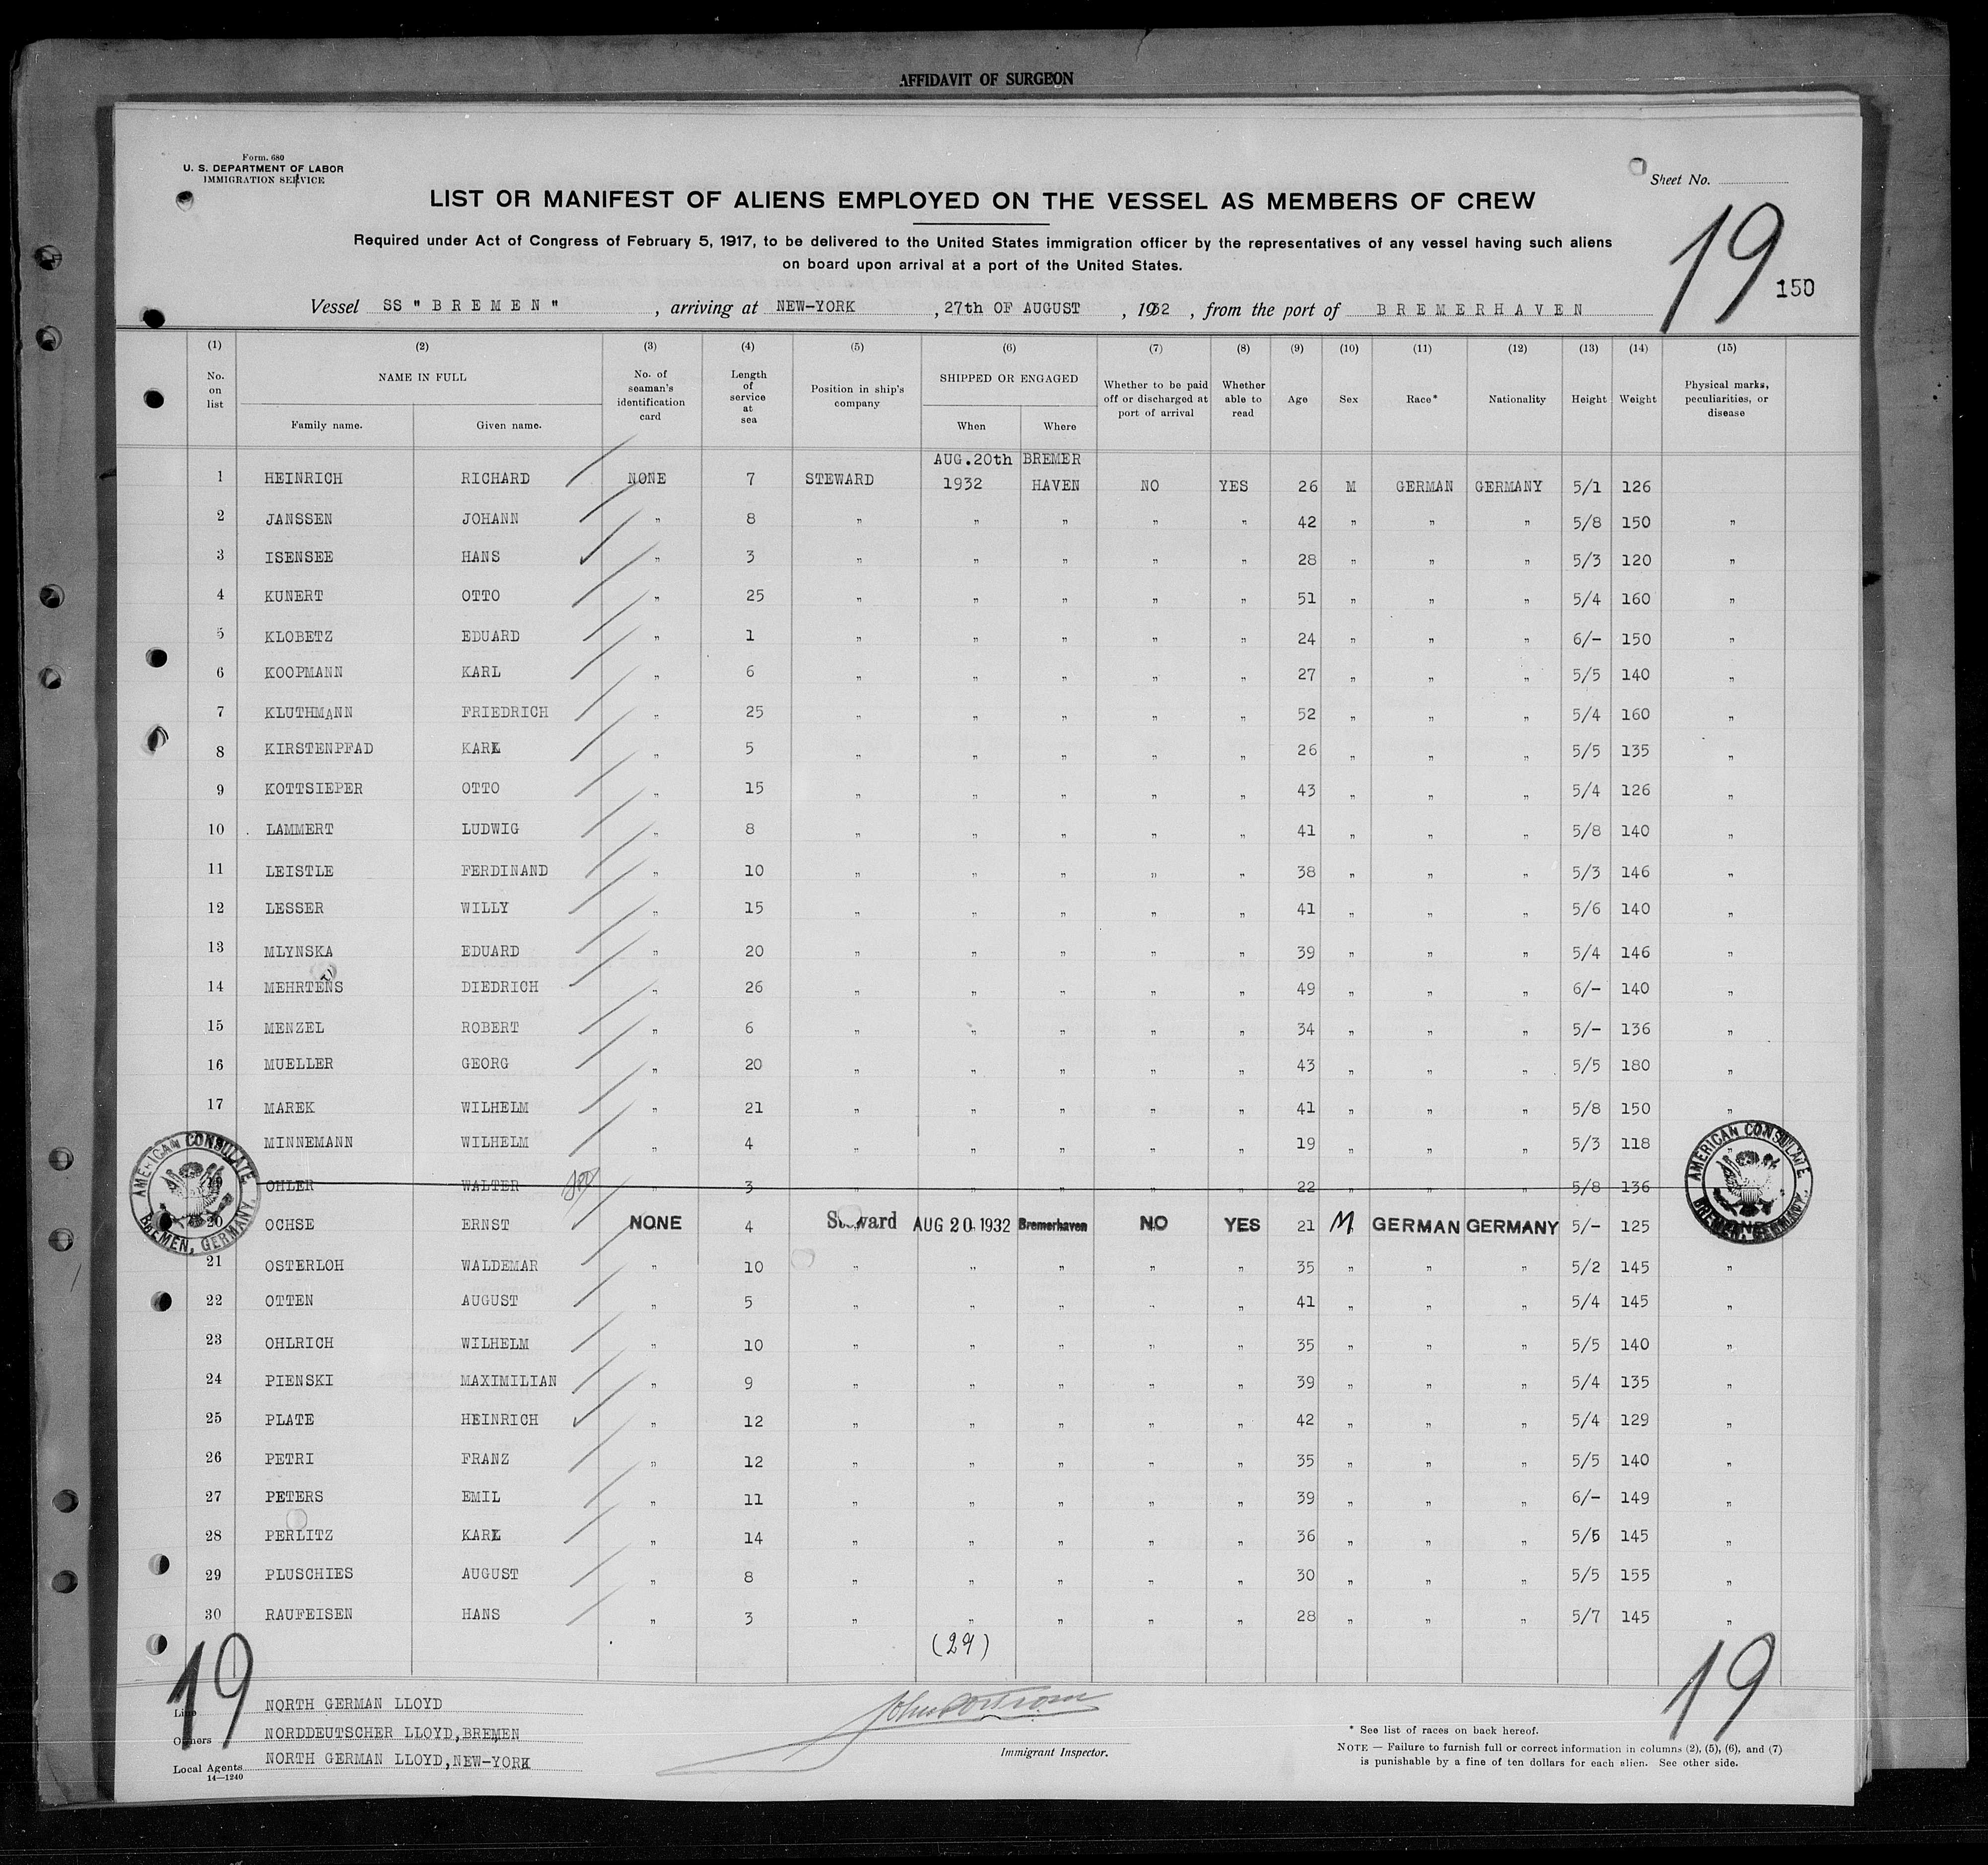 AFFIDAVIT OF SURGEON
Form. 680
U. S. DEPARTMENT OF LABOR
IMMIGRATION SERVICE
Sheet No.
19
150
LIST OR MANIFEST OF ALIENS EMPLOYED ON THE VESSEL AS MEMBERS OF CREW
Required under Act of Congress of February 5, 1917, to be delivered to the United States immigration officer by the representatives of any vessel having such aliens
on board upon arrival at a port of the United States.
Vessel SS " B R E M E N " , arriving at NEW-YORK , 27th OF AUGUST , 1932 , from the port of B R E M E R H A V E N
(1) (2) (3) (4) (5) (6) (7) (8) (9) (10) (11) (12) (13) (14) (15)
No. on list NAME IN FULL Family name. Given name. No. of seaman's identification card Length of service at sea Position in ship's company SHIPPED OR ENGAGED When Where Whether to be paid off or discharged at port of arrival Whether able to read Age Sex Race* Nationality Height Weight Physical marks, peculiarities, or disease
AUG.20th BREMER
1 HEINRICH RICHARD NONE 7 STEWARD 1932 HAVEN NO YES 26 M GERMAN GERMANY 5/1 126
2 JANSSEN JOHANN " 8 " " " " " 42 " " " 5/8 150 "
3 ISENSEE HANS " 3 " " " " " 28 " " " 5/3 120 "
4 KUNERT OTTO " 25 " " " " " 51 " " " 5/4 160 "
5 KLOBETZ EDUARD " 1 " " " " " 24 " " " 6/- 150 "
6 KOOPMANN KARL " 6 " " " " " 27 " " " 5/5 140 "
7 KLUTHMANN FRIEDRICH " 25 " " " " " 52 " " " 5/4 160 "
8 KIRSTENPFAD KARL " 5 " " " " " 26 " " " 5/5 135 "
9 KOTTSIEPER OTTO " 15 " " " " " 43 " " " 5/4 126 "
10 LAMMERT LUDWIG " 8 " " " " " 41 " " " 5/8 140 "
11 LEISTLE FERDINAND " 10 " " " " " 38 " " " 5/3 146 "
12 LESSER WILLY " 15 " " " " " 41 " " " 5/6 140 "
13 MLYNSKA EDUARD " 20 " " " " " 39 " " " 5/4 146 "
14 MEHRTENS DIEDRICH " 26 " " " " " 49 " " " 6/- 140 "
15 MENZEL ROBERT " 6 " " " " " 34 " " " 5/- 136 "
16 MUELLER GEORG " 20 " " " " " 43 " " " 5/5 180 "
17 MAREK WILHELM " 21 " " " " " 41 " " " 5/8 150 "
MINNEMANN WILHELM " 4 " " " " " 19 " " " 5/3 118
19 OHLER WALTER " 3 " " " " " 22 " " " 5/8 136
20 OCHSE ERNST NONE 4 Steward AUG 20 1932 Bremerhaven NO YES 21 M GERMAN GERMANY 5/- 125
AMERICAN CONSULATE BREMEN, GERMANY.
AMERICAN CONSULATE BREMEN, GERMANY.
21 OSTERLOH WALDEMAR " 10 " " " " " 35 " " " 5/2 145 "
22 OTTEN AUGUST " 5 " " " " " 41 " " " 5/4 145 "
23 OHLRICH WILHELM " 10 " " " " " 35 " " " 5/5 140 "
24 PIENSKI MAXIMILIAN " 9 " " " " " 39 " " " 5/4 135 "
25 PLATE HEINRICH " 12 " " " " " 42 " " " 5/4 129 "
26 PETRI FRANZ " 12 " " " " " 35 " " " 5/5 140 "
27 PETERS EMIL " 11 " " " " " 39 " " " 6/- 149 "
28 PERLITZ KARL " 14 " " " " " 36 " " " 5/5 145 "
29 PLUSCHIES AUGUST " 8 " " " " " 30 " " " 5/5 155 "
30 RAUFEISEN HANS " 3 " " " " " 28 " " " 5/7 145 "
(29)
19
19
Line NORTH GERMAN LLOYD
Owners NORDDEUTSCHER LLOYD,BREMEN
Local Agents NORTH GERMAN LLOYD,NEW-YORK
14—1240
Immigrant Inspector.
* See list of races on back hereof.
NOTE — Failure to furnish full or correct information in columns (2), (5), (6), and (7)
is punishable by a fine of ten dollars for each alien. See other side.